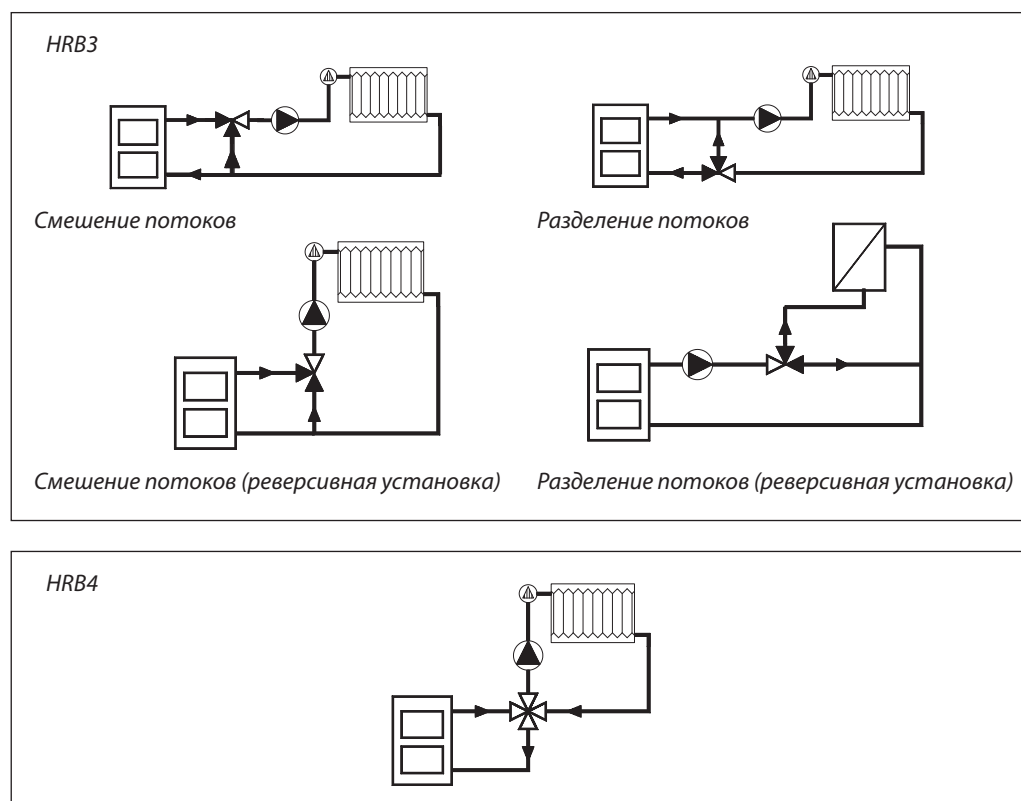 HRB3
Смешение потоков
Разделение потоков
Смешение потоков (реверсивная установка)
Разделение потоков (реверсивная установка)
HRB4